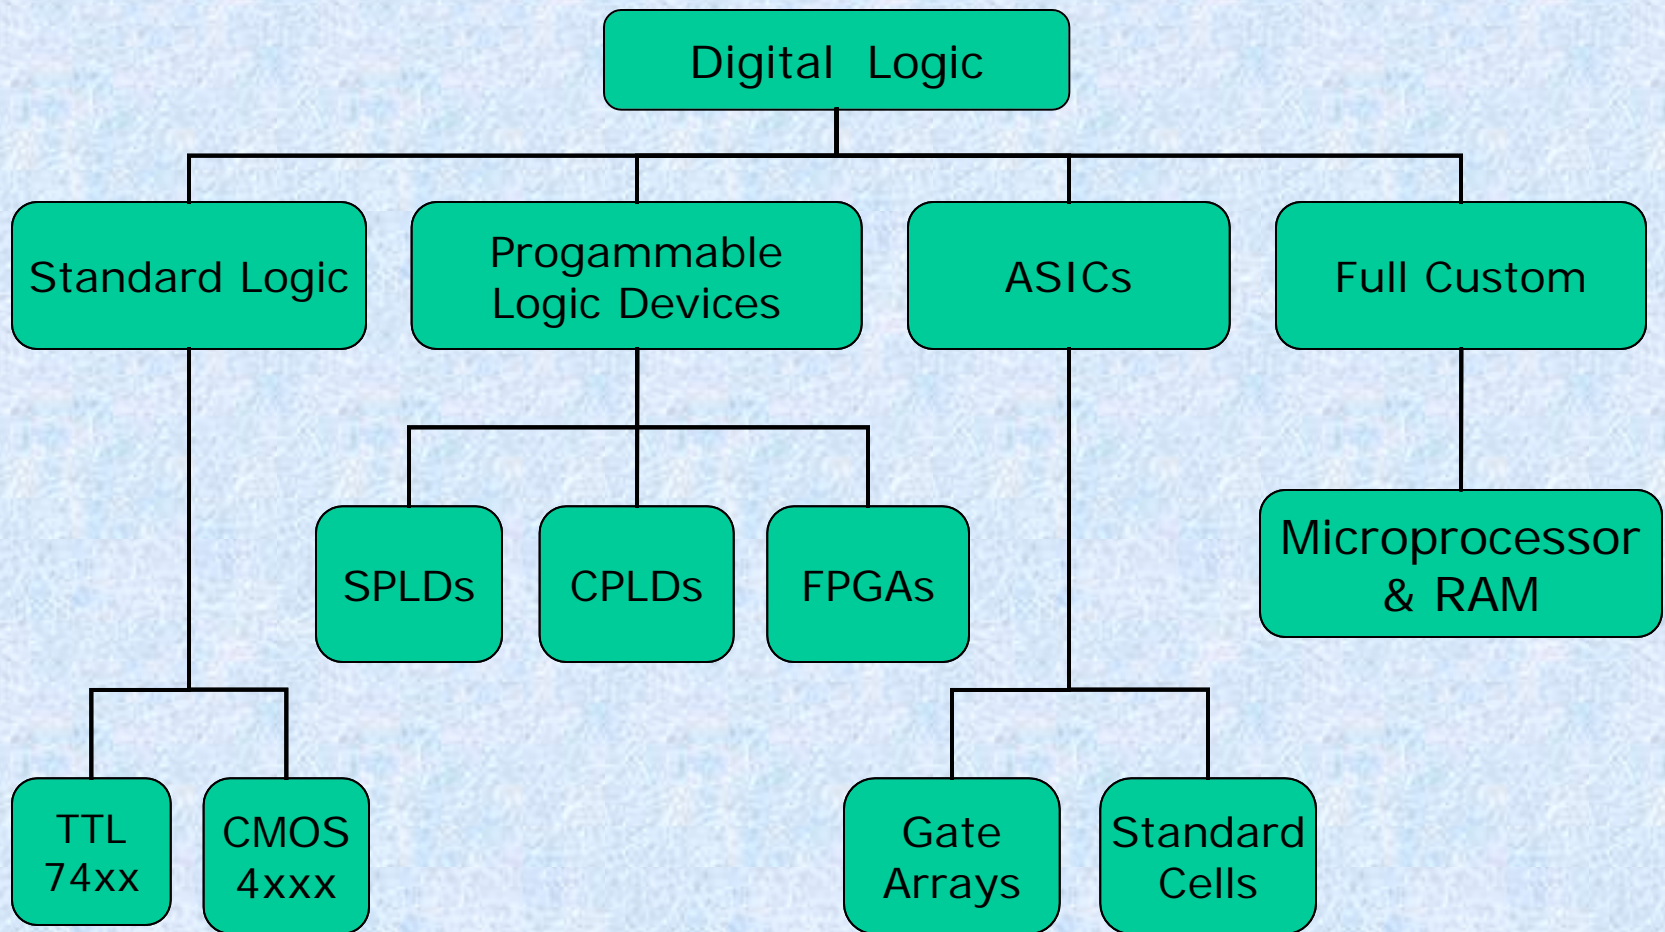 Digital Logic
Standard Logic
Progammable
Logic Devices
ASICs
Full Custom
SPLDs
CPLDs
FPGAs
Microprocessor
& RAM
TTL
74xx
CMOS
4xxx
Gate
Arrays
Standard
Cells